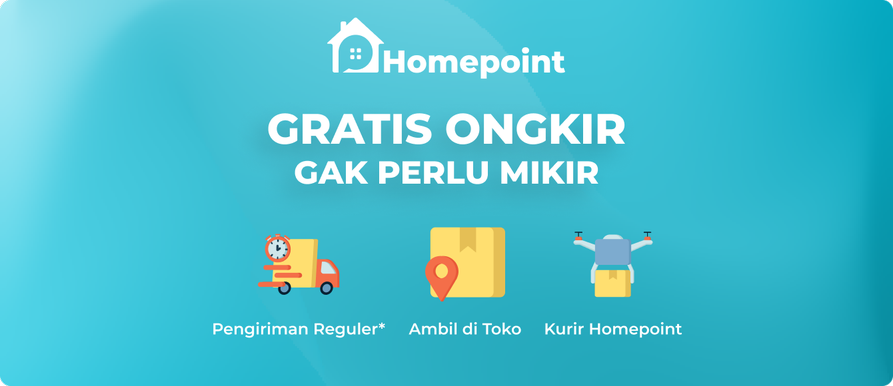 Homepoint
GRATIS ONGKIR
GAK PERLU MIKIR
Pengiriman Reguler*
Ambil di Toko
Kurir Homepoint